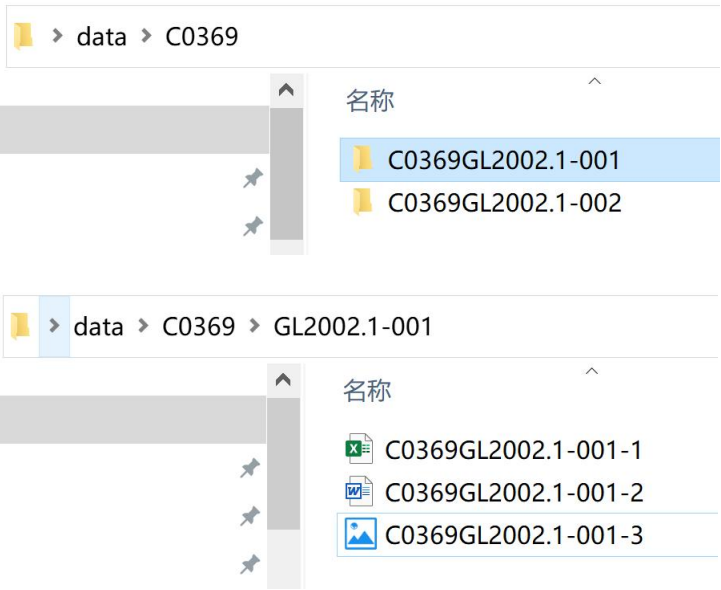 data C0369
名称
C0369GL2002.1-001
C0369GL2002.1-002
data C0369 GL2002.1-001
名称
C0369GL2002.1-001-1
C0369GL2002.1-001-2
C0369GL2002.1-001-3